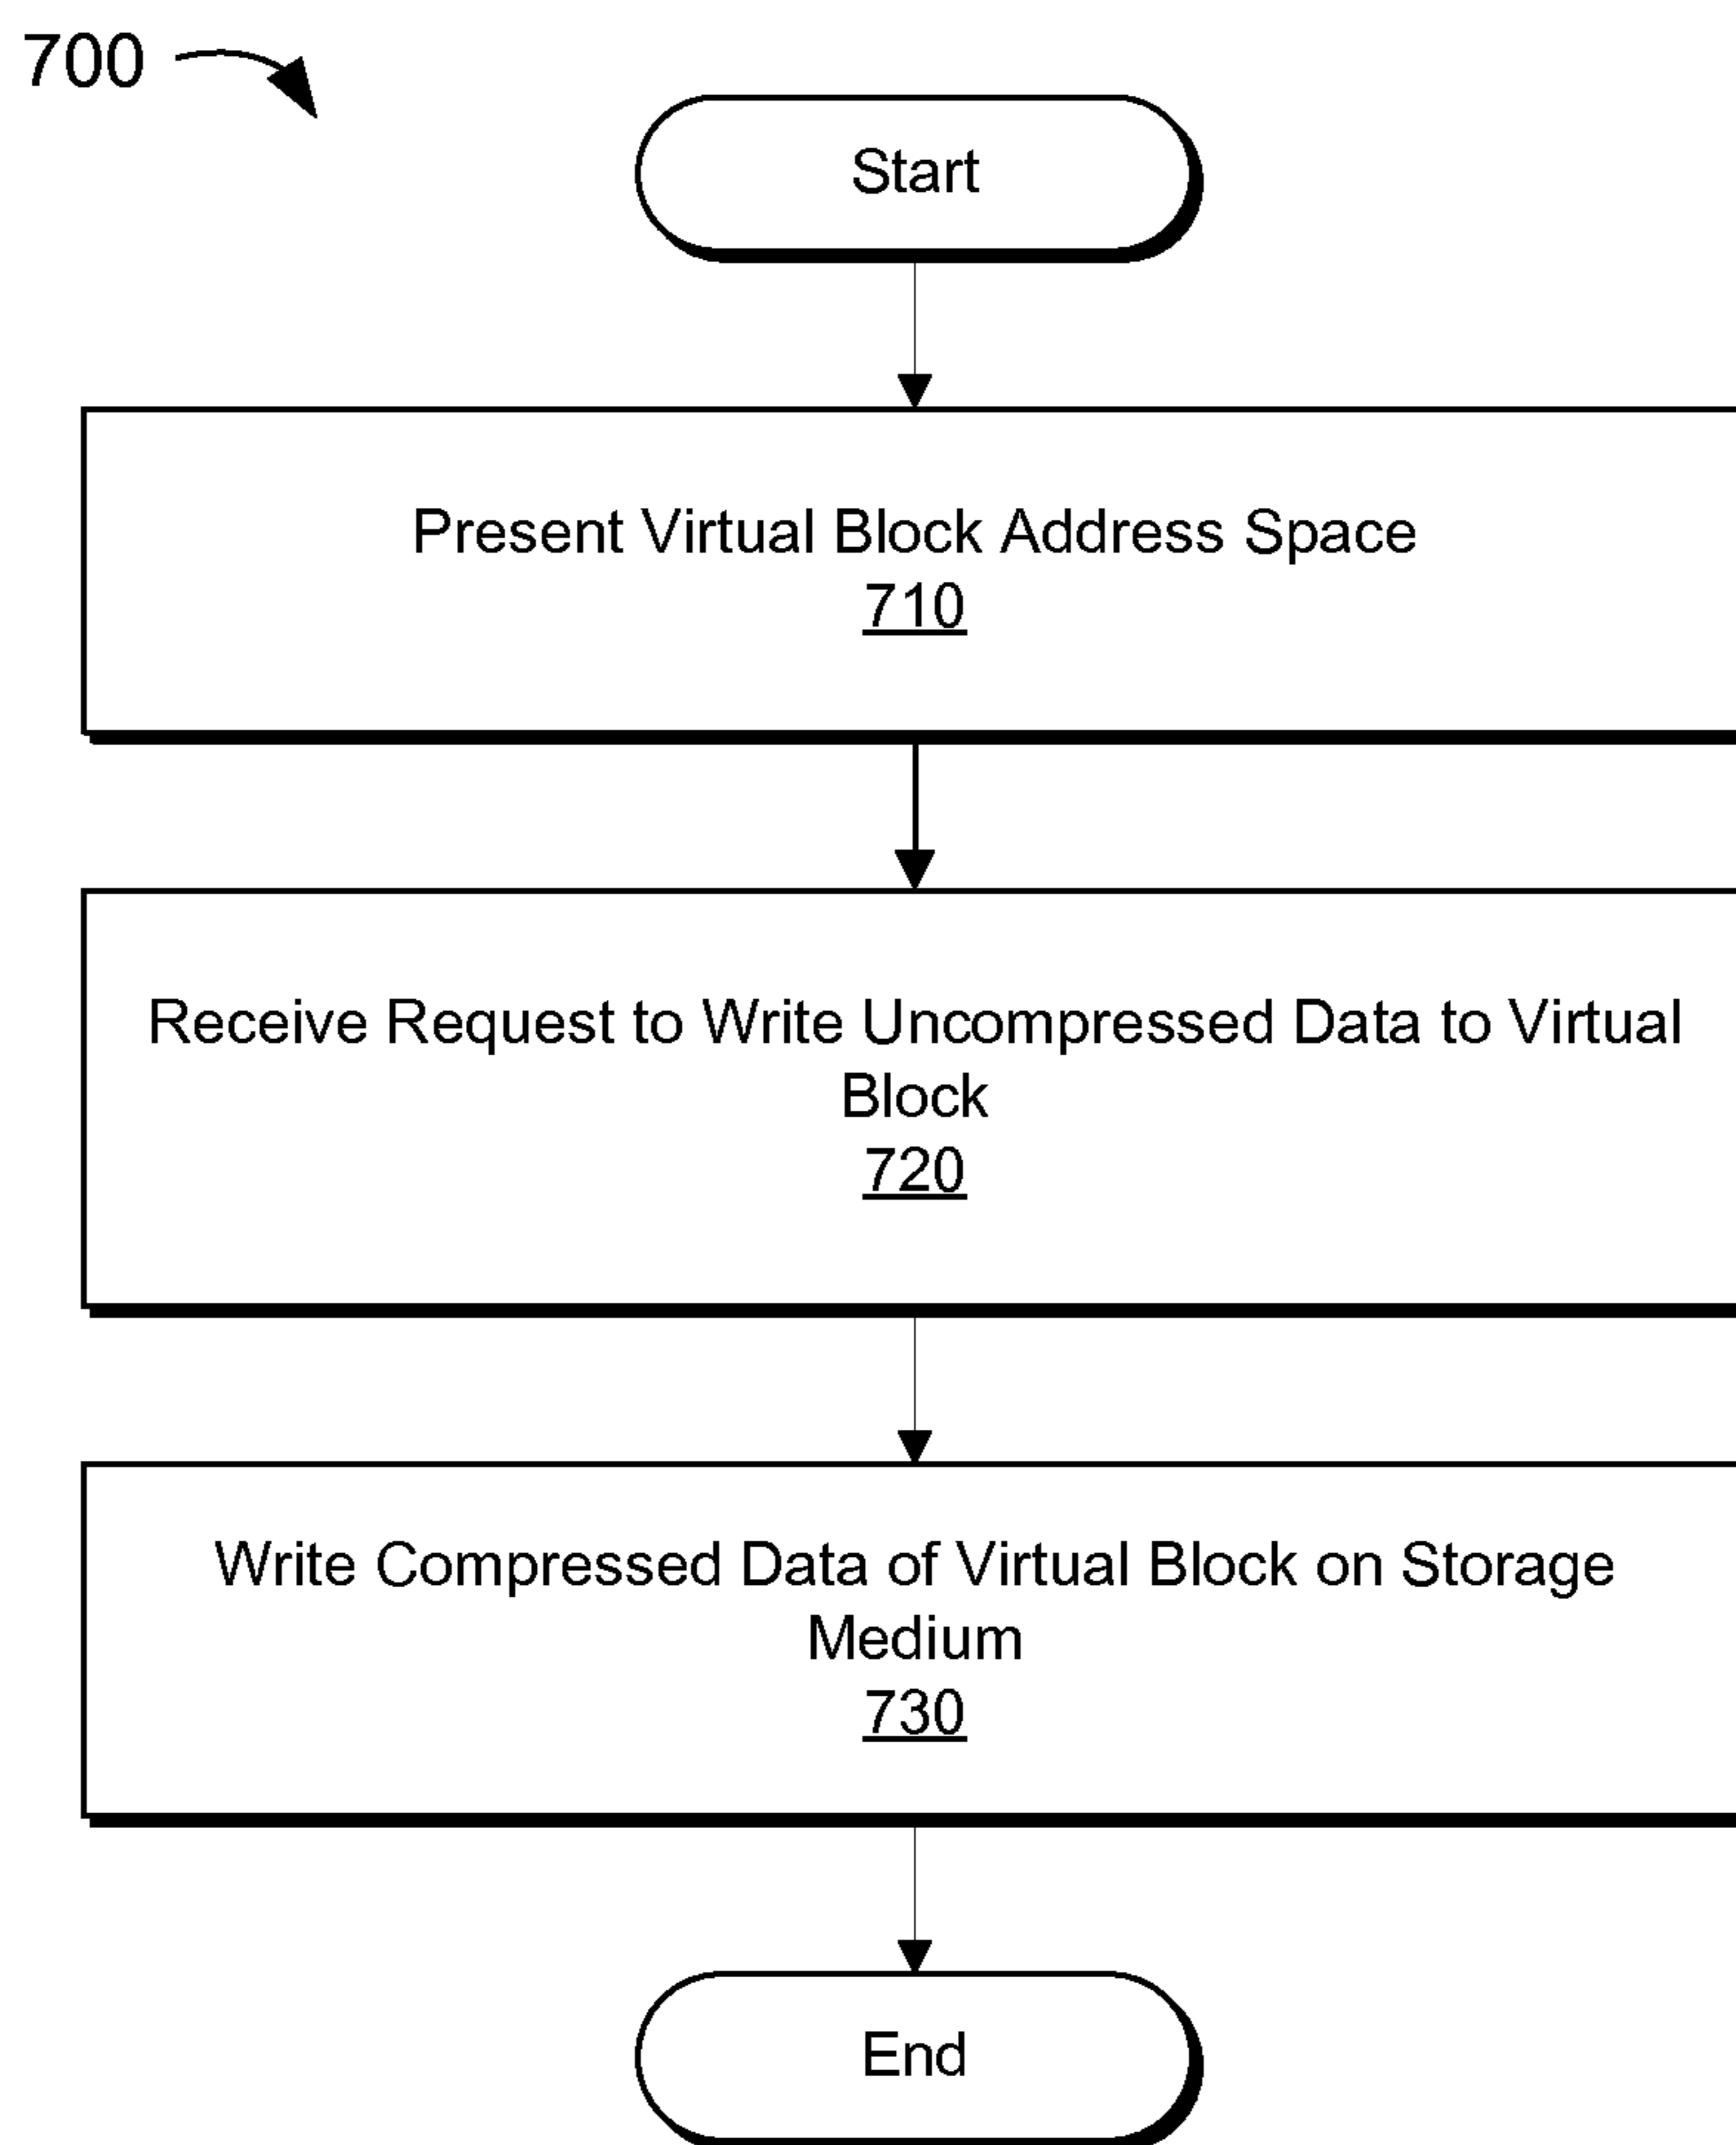 700
Start
Present Virtual Block Address Space
710
Receive Request to Write Uncompressed Data to Virtual
Block
720
Write Compressed Data of Virtual Block on Storage
Medium
730
End